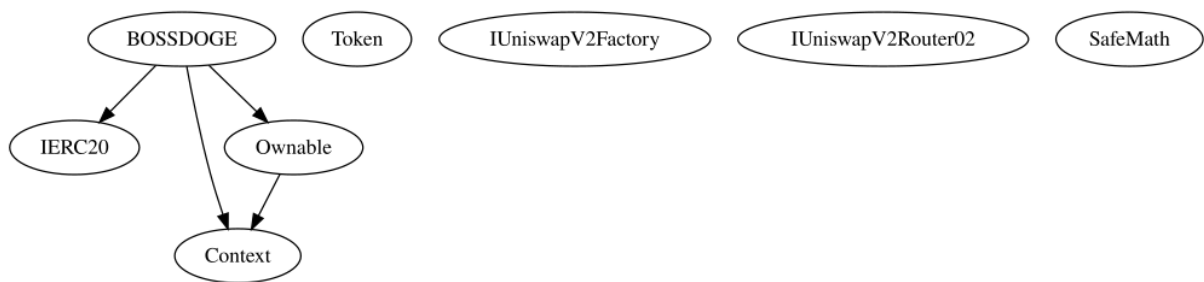 BOSSDOGE
Token
IUniswapV2Factory
IUniswapV2Router02
SafeMath
IERC20
Ownable
Context